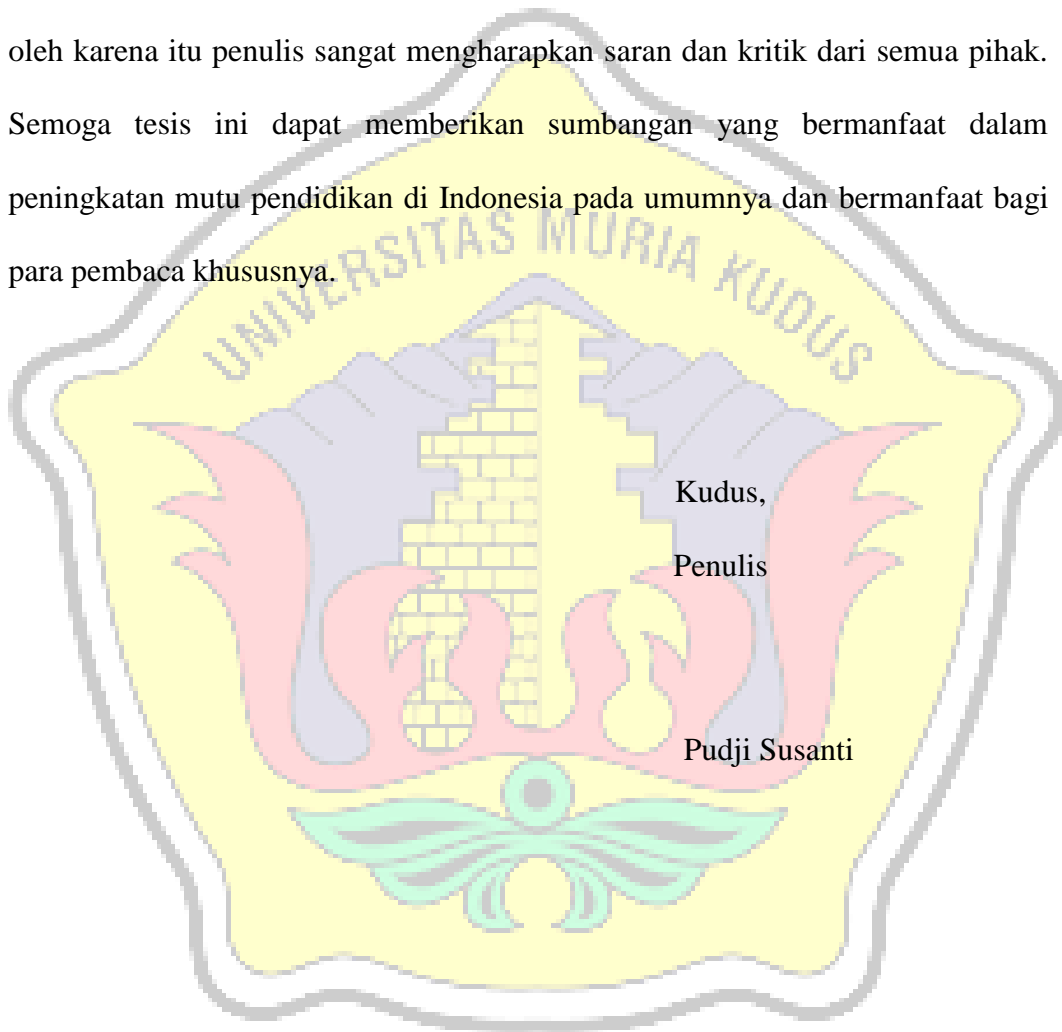 oleh karena itu penulis sangat mengharapkan saran dan kritik dari semua pihak.
Semoga tesis ini dapat memberikan sumbangan yang bermanfaat dalam
peningkatan mutu pendidikan di Indonesia pada umumnya dan bermanfaat bagi
para pembaca khususnya.
UNIVERSITAS MURIA KUDUS
Kudus,
Penulis
Pudji Susanti